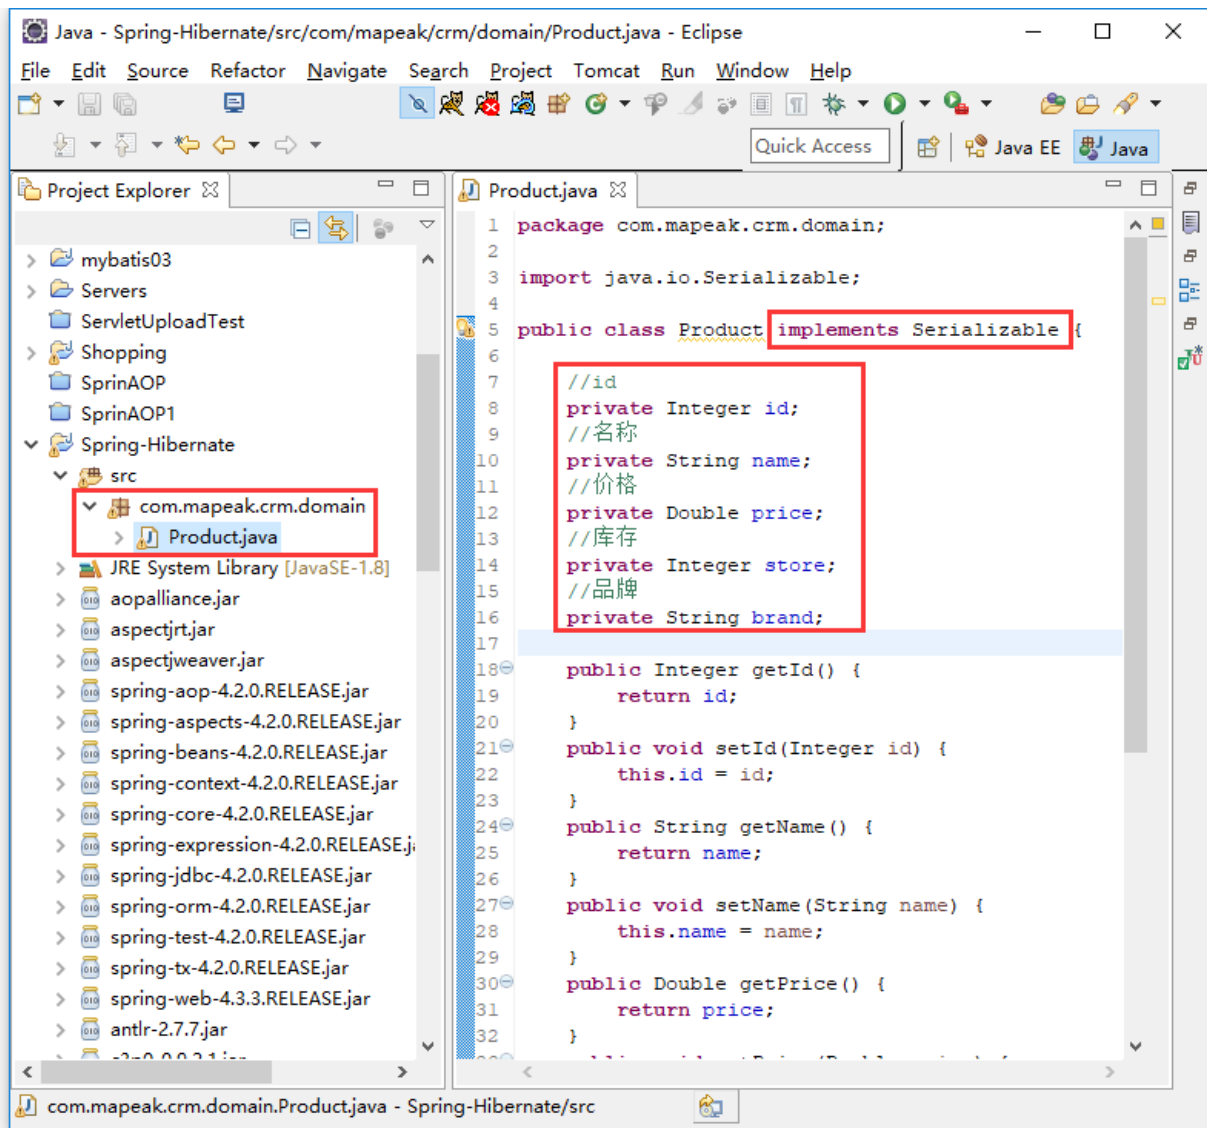 Java - Spring-Hibernate/src/com/mapeak/crm/domain/Product.java - Eclipse
File Edit Source Refactor Navigate Search Project Tomcat Run Window Help
Quick Access Java EE Java
Project Explorer
mybatis03
Servers
ServletUploadTest
Shopping
SprinAOP
SprinAOP1
Spring-Hibernate
src
com.mapeak.crm.domain
Product.java
JRE System Library [JavaSE-1.8]
aopalliance.jar
aspectjrt.jar
aspectjweaver.jar
spring-aop-4.2.0.RELEASE.jar
spring-aspects-4.2.0.RELEASE.jar
spring-beans-4.2.0.RELEASE.jar
spring-context-4.2.0.RELEASE.jar
spring-core-4.2.0.RELEASE.jar
spring-expression-4.2.0.RELEASE.j
spring-jdbc-4.2.0.RELEASE.jar
spring-orm-4.2.0.RELEASE.jar
spring-test-4.2.0.RELEASE.jar
spring-tx-4.2.0.RELEASE.jar
spring-web-4.3.3.RELEASE.jar
antlr-2.7.7.jar
Product.java
1 package com.mapeak.crm.domain;
2
3 import java.io.Serializable;
4
5 public class Product implements Serializable {
6
7 //id
8 private Integer id;
9 //名称
10 private String name;
11 //价格
12 private Double price;
13 //库存
14 private Integer store;
15 //品牌
16 private String brand;
17
18 public Integer getId() {
19 return id;
20 }
21 public void setId(Integer id) {
22 this.id = id;
23 }
24 public String getName() {
25 return name;
26 }
27 public void setName(String name) {
28 this.name = name;
29 }
30 public Double getPrice() {
31 return price;
32 }
com.mapeak.crm.domain.Product.java - Spring-Hibernate/src